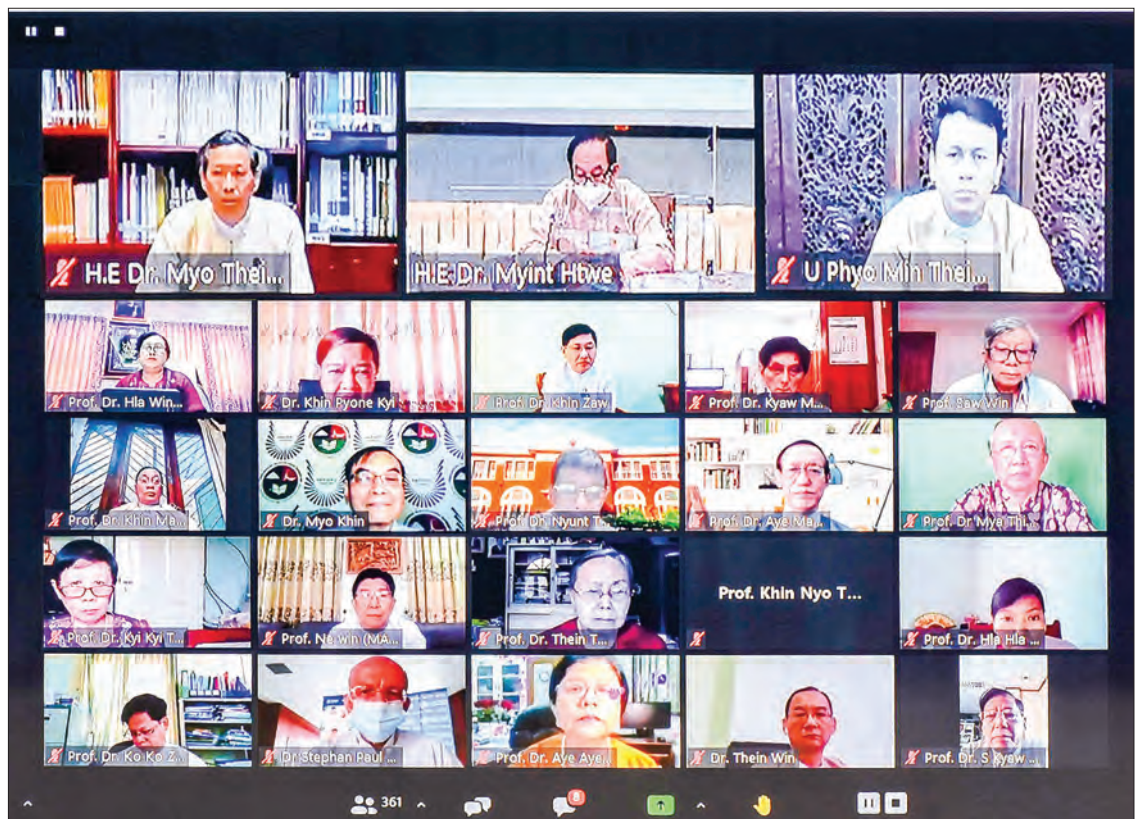 H.E Dr. Myo Thei...
H.E Dr. Myint Htwe
U Phyo Min Thei...
Prof. Dr. Hla Win...
Dr. Khin Pyone Kyi
Prof. Dr. Khin Zaw
Prof. Dr. Kyaw M...
Prof. Saw Win
Prof. Dr. Khin Ma...
Dr. Myo Khin
Prof. Dr. Nyunt T...
Prof. Dr. Aye Ma...
Prof. Dr Mya Thi...
Prof. Dr. Kyi Kyi T...
Prof. Ne win (MA...
Prof. Dr. Thein T...
Prof. Khin Nyo T...
Prof. Dr. Hla Hla ...
Prof. Dr. Ko Ko Z...
Dr Stephan Paul ...
Prof. Dr. Aye Aye...
Dr. Thein Win
Prof. Dr. S Kyaw ...
361
8